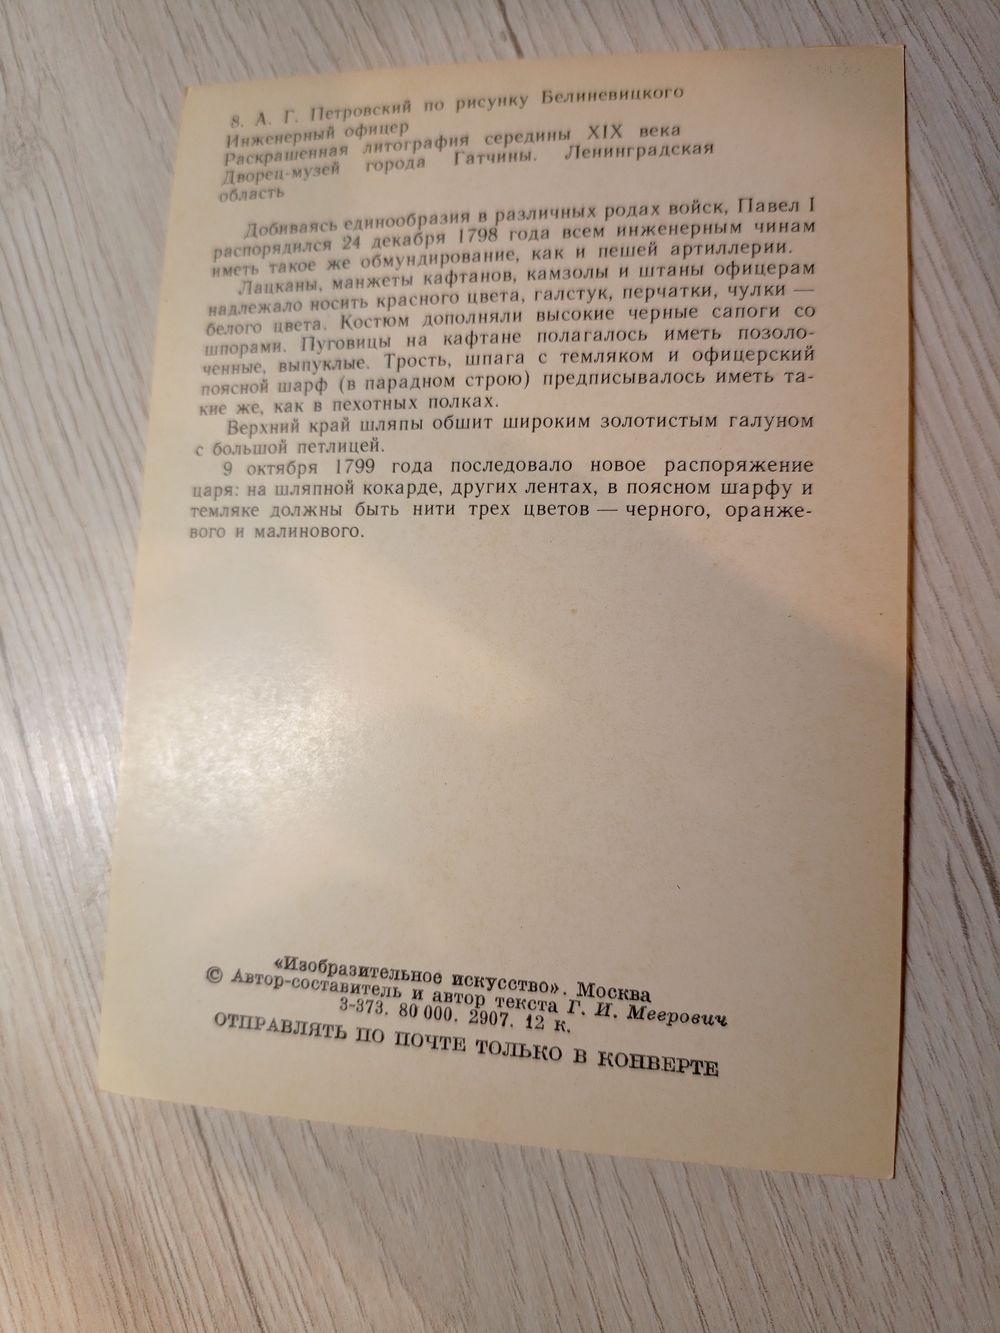 8. А. Г. Петровский по рисунку Белиневицкого
Инженерный офицер
Раскрашенная литография середины XIX века
Дворец-музей города Гатчины. Ленинградская
область
Добиваясь единообразия в различных родах войск, Павел I
распорядился 24 декабря 1798 года всем инженерным чинам
иметь такое же обмундирование, как и пешей артиллерии.
Лацканы, манжеты кафтанов, камзолы и штаны офицерам
надлежало носить красного цвета, галстук, перчатки, чулки —
белого цвета. Костюм дополняли высокие черные сапоги со
шпорами. Пуговицы на кафтане полагалось иметь позоло-
ченные, выпуклые. Трость, шпага с темляком и офицерский
поясной шарф (в парадном строю) предписывалось иметь та-
кие же, как в пехотных полках.
Верхний край шляпы обшит широким золотистым галуном
с большой петлицей.
9 октября 1799 года последовало новое распоряжение
царя: на шляпной кокарде, других лентах, в поясном шарфу и
темляке должны быть нити трех цветов — черного, оранже-
вого и малинового.
«Изобразительное искусство». Москва
© Автор-составитель и автор текста Г. И. Меерович
3-373. 80 000. 2907. 12 к.
ОТПРАВЛЯТЬ ПО ПОЧТЕ ТОЛЬКО В КОНВЕРТЕ